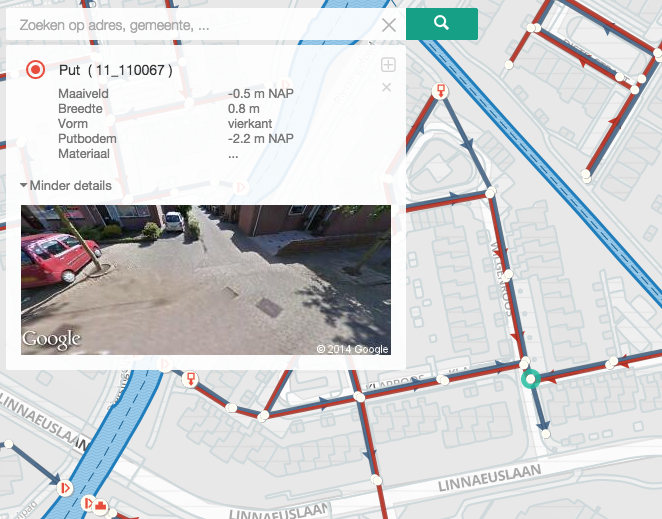 Zoeken op adres, gemeente, ...
Put ( 11_110067 )
Maaiveld -0.5 m NAP
Breedte 0.8 m
Vorm vierkant
Putbodem -2.2 m NAP
Materiaal ...
Minder details
Google
© 2014 Google
LINNAEUSLAAN
LINNAEUSLAAN
LINNAEUSLAAN